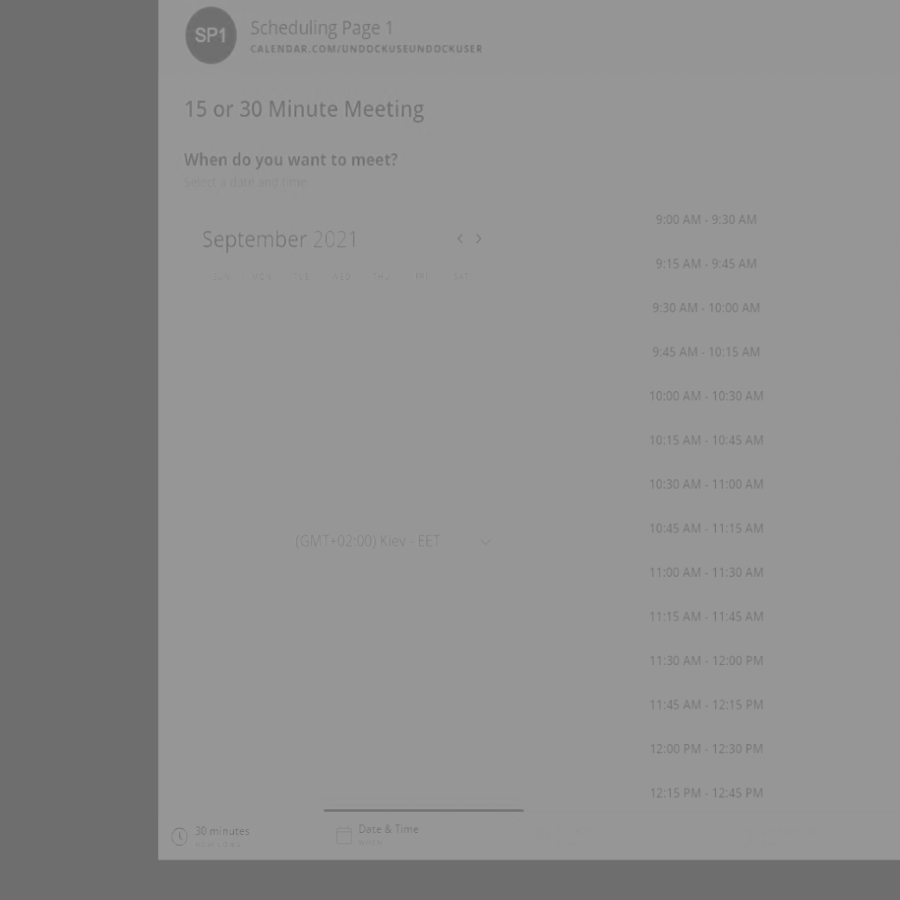 SP1
Scheduling Page 1
CALENDAR.COM/UNDOCKUSEUNDOCKUSER
15 or 30 Minute Meeting
When do you want to meet?
Select a date and time
September 2021
SUN MON TUE WED THU FRI SAT
(GMT+02:00) Kiev - EET
9:00 AM - 9:30 AM
9:15 AM - 9:45 AM
9:30 AM - 10:00 AM
9:45 AM - 10:15 AM
10:00 AM - 10:30 AM
10:15 AM - 10:45 AM
10:30 AM - 11:00 AM
10:45 AM - 11:15 AM
11:00 AM - 11:30 AM
11:15 AM - 11:45 AM
11:30 AM - 12:00 PM
11:45 AM - 12:15 PM
12:00 PM - 12:30 PM
12:15 PM - 12:45 PM
30 minutes
HOW LONG
Date & Time
WHEN